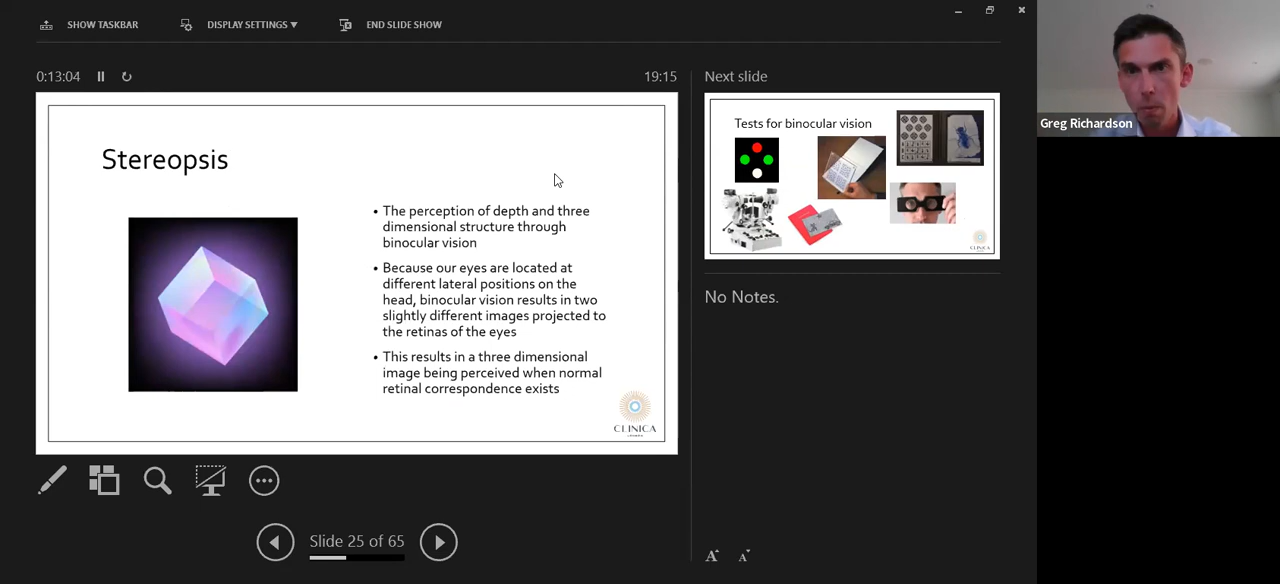 SHOW TASKBAR
DISPLAY SETTINGS ▼
END SLIDE SHOW
0:13:04
19:15
Stereopsis
• The perception of depth and three
dimensional structure through
binocular vision
• Because our eyes are located at
different lateral positions on the
head, binocular vision results in two
slightly different images projected to
the retinas of the eyes
• This results in a three dimensional
image being perceived when normal
retinal correspondence exists
CLINICA
Slide 25 of 65
Next slide
Tests for binocular vision
CLINICA
No Notes.
A A
Greg Richardson